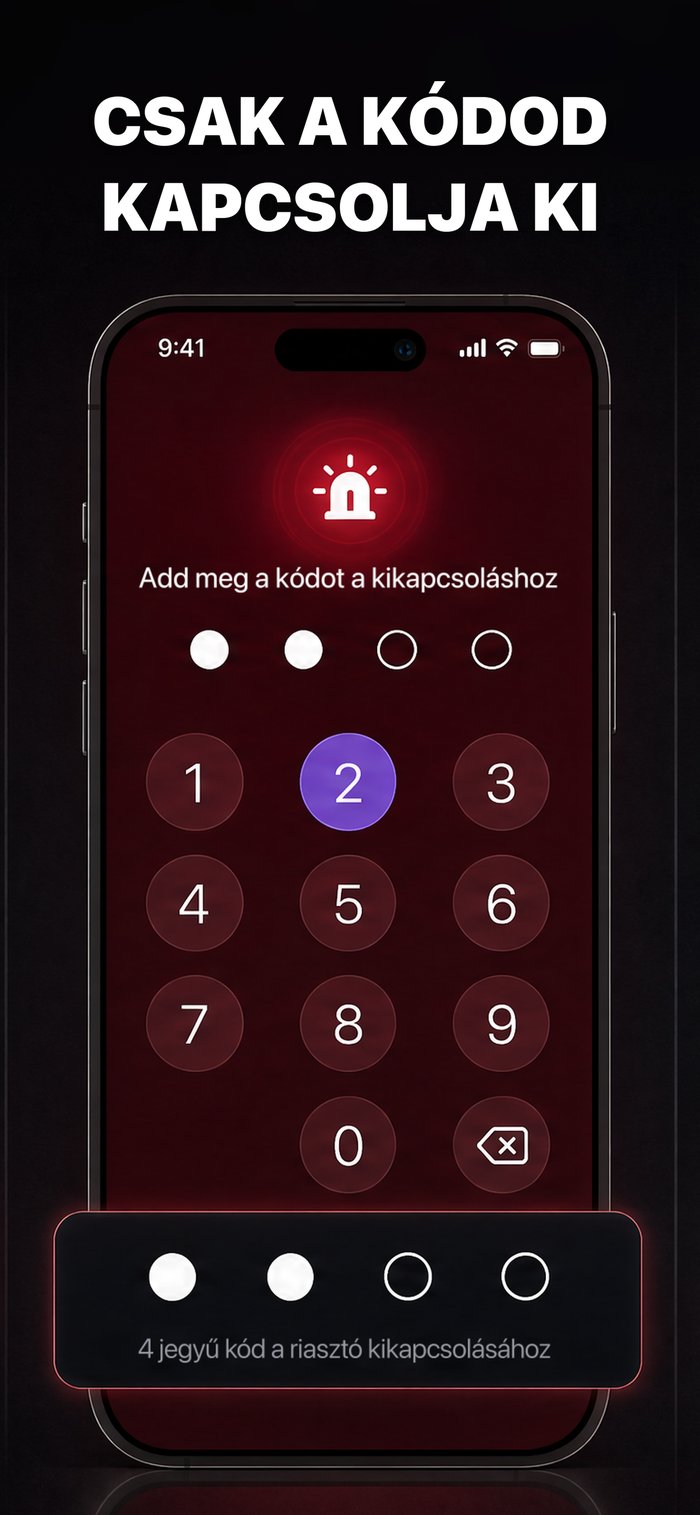 CSAK A KÓDOD
KAPCSOLJA KI
9:41
Add meg a kódot a kikapcsoláshoz
1 2 3
4 5 6
7 8 9
0
4 jegyű kód a riasztó kikapcsolásához